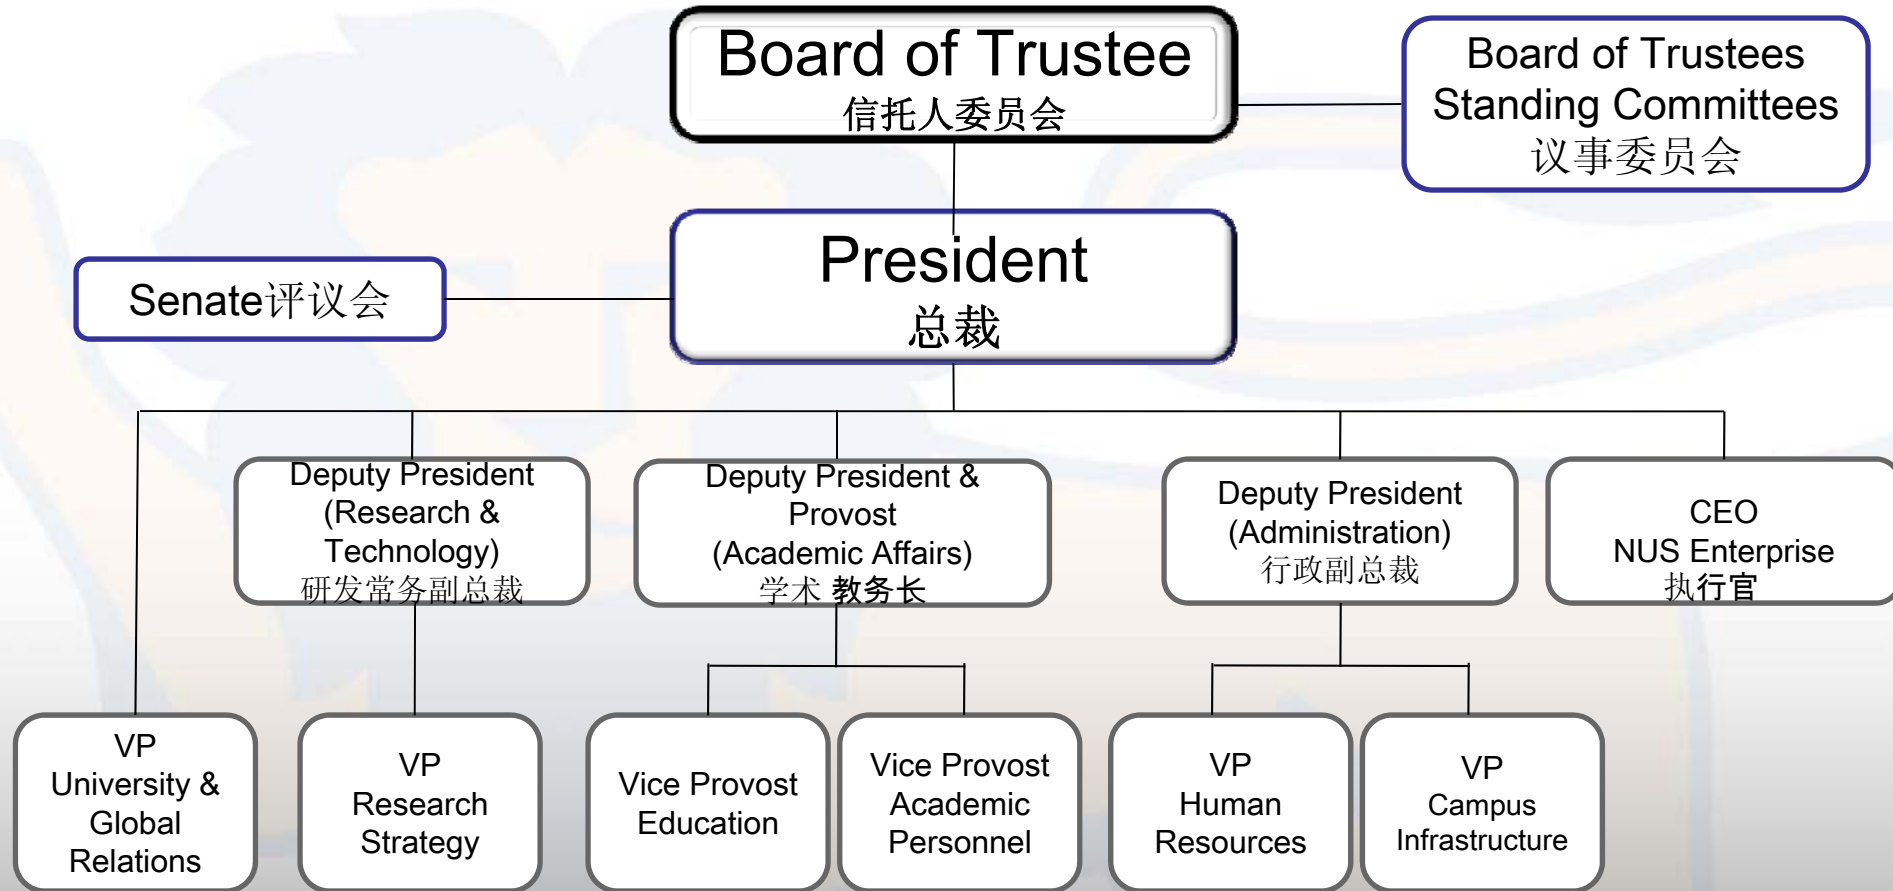 Board of Trustee
信托人委员会
Board of Trustees
Standing Committees
议事委员会
President
总裁
Senate评议会
Deputy President
(Research &
Technology)
研发常务副总裁
Deputy President &
Provost
(Academic Affairs)
学术 教务长
Deputy President
(Administration)
行政副总裁
CEO
NUS Enterprise
执行官
VP
University &
Global
Relations
VP
Research
Strategy
Vice Provost
Education
Vice Provost
Academic
Personnel
VP
Human
Resources
VP
Campus
Infrastructure